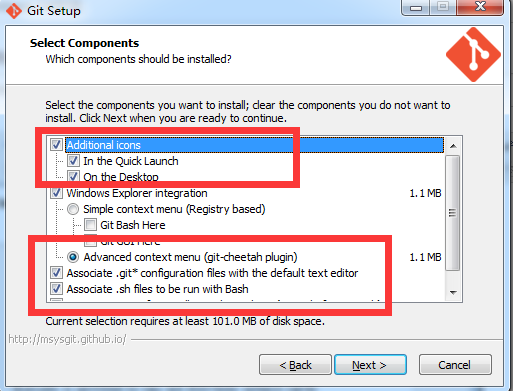 Git Setup
Select Components
Which components should be installed?
Select the components you want to install; clear the components you do not want to
install. Click Next when you are ready to continue.
Additional icons
In the Quick Launch
On the Desktop
Windows Explorer integration 1.1 MB
Simple context menu (Registry based)
Git Bash Here
Git GUI Here
Advanced context menu (git-cheetah plugin) 1.1 MB
Associate .git* configuration files with the default text editor
Associate .sh files to be run with Bash
Current selection requires at least 101.0 MB of disk space.
http://msysgit.github.io/
< Back
Next >
Cancel